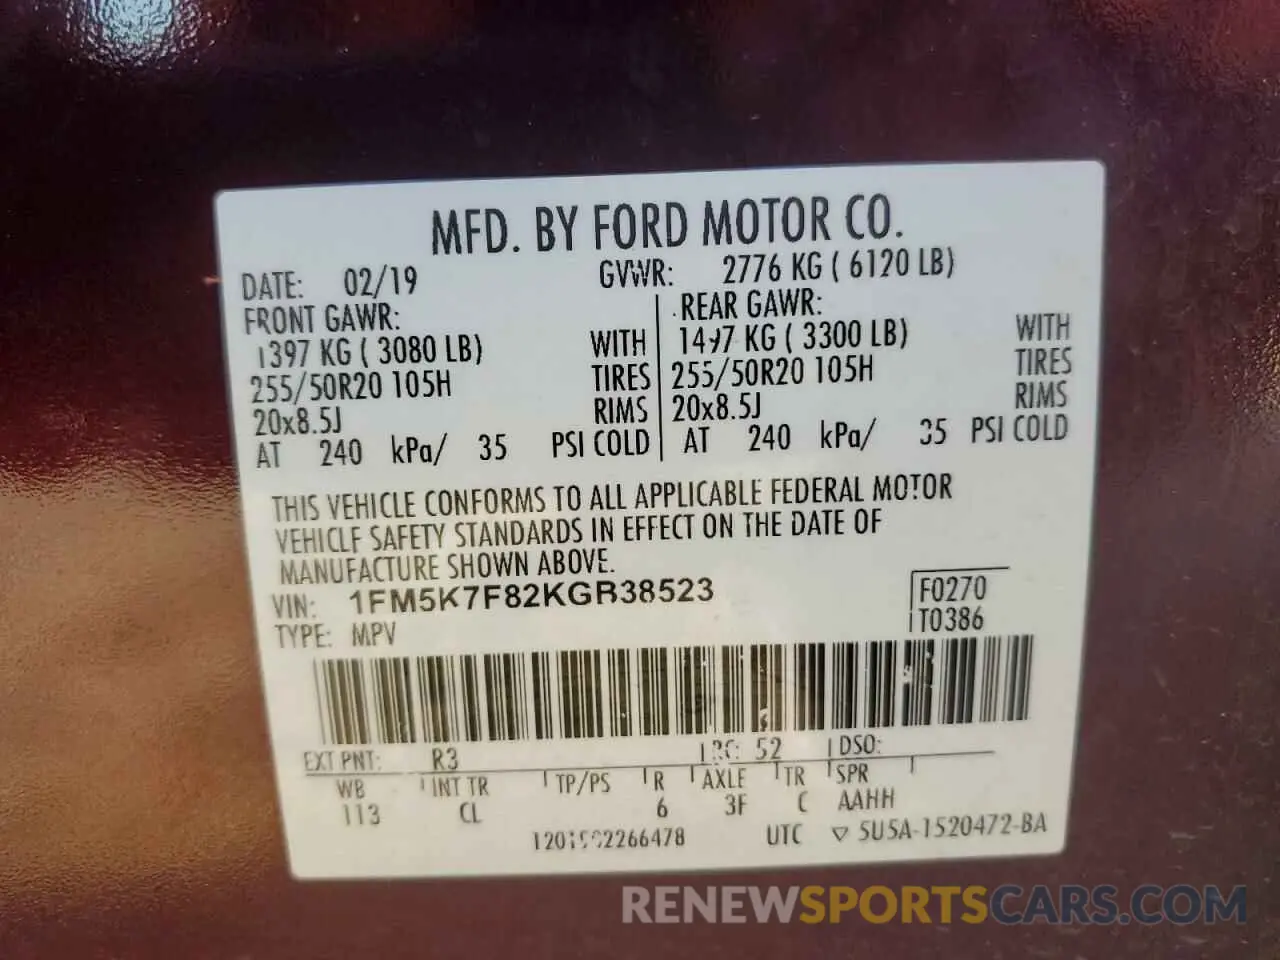 MFD. BY FORD MOTOR CO.
DATE: 02/19 GVWR: 2776 KG ( 6120 LB)
FRONT GAWR: REAR GAWR:
1397 KG ( 3080 LB) WITH 1497 KG ( 3300 LB) WITH
255/50R20 105H TIRES 255/50R20 105H TIRES
20x8.5J RIMS 20x8.5J RIMS
AT 240 kPa/ 35 PSI COLD AT 240 kPa/ 35 PSI COLD
THIS VEHICLE CONFORMS TO ALL APPLICABLE FEDERAL MOTOR
VEHICLE SAFETY STANDARDS IN EFFECT ON THE DATE OF
MANUFACTURE SHOWN ABOVE.
VIN: 1FM5K7F82KGR38523 F0270
TYPE: MPV T0386
EXT PNT: R3 RC: 52 DSO:
WB INT TR TP/PS R AXLE TR SPR
113 CL 6 3F C AAHH
UTC ▽ 5U5A-1520472-BA
RENEWSPORTSCARS.COM